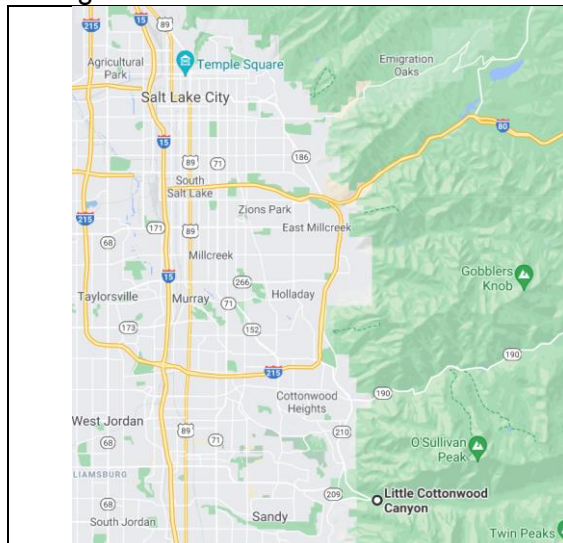 215
15
89
Agricultural
Park
Temple Square
Emigration
Oaks
Salt Lake City
80
15
186
89
71
South
Salt Lake
Zions Park
215
68
171
89
East Millcreek
Millcreek
15
266
Gobblers
Knob
Taylorsville
Murray
71
Holladay
173
152
190
215
Cottonwood
Heights
190
West Jordan
89
71
210
68
O'Sullivan
Peak
LIAMSBURG
209
Little Cottonwood
Canyon
68
South Jordan
Sandy
Twin Peaks